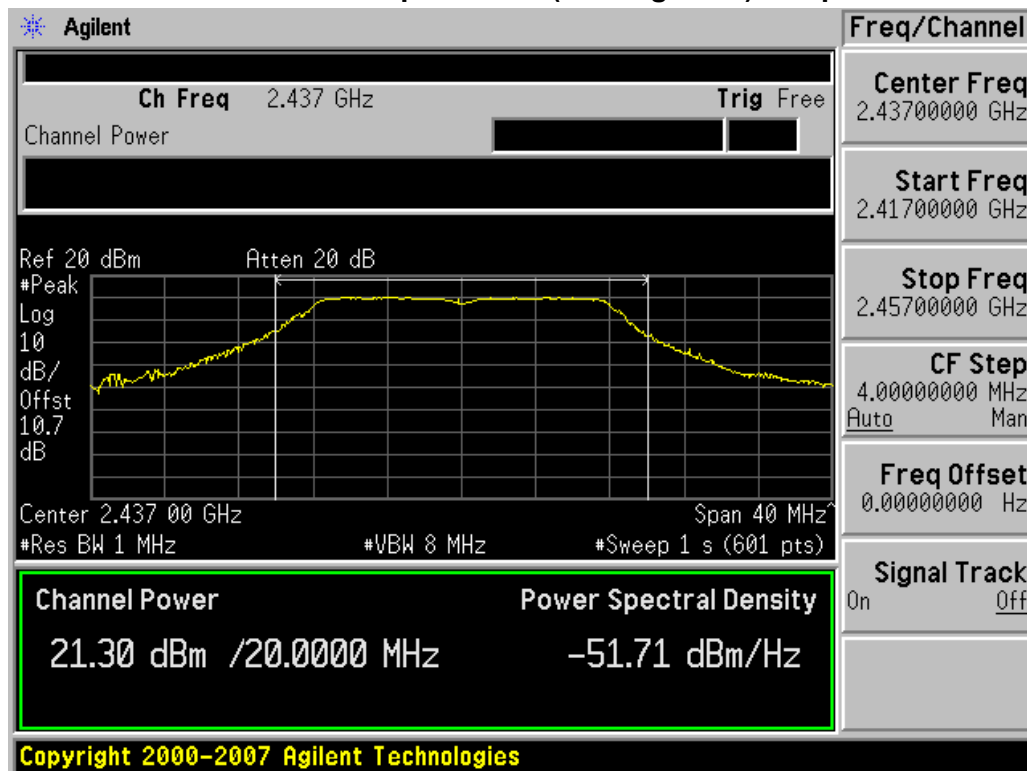 Agilent
Freq/Channel
Ch Freq 2.437 GHz Trig Free
Channel Power
Ref 20 dBm Atten 20 dB
#Peak
Log
10
dB/
Offst
10.7
dB
Center 2.437 00 GHz Span 40 MHz^
#Res BW 1 MHz #VBW 8 MHz #Sweep 1 s (601 pts)
Channel Power Power Spectral Density
21.30 dBm /20.0000 MHz -51.71 dBm/Hz
Center Freq
2.43700000 GHz
Start Freq
2.41700000 GHz
Stop Freq
2.45700000 GHz
CF Step
4.00000000 MHz
Auto Man
Freq Offset
0.00000000 Hz
Signal Track
On Off
Copyright 2000-2007 Agilent Technologies